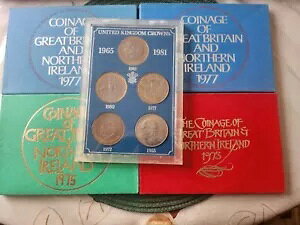 COINAGE
OF
GREAT BRITAIN
AND
NORTHERN
IRELAND
1977
UNITED KINGDOM CROWNS
1965
1981
1981
1980
1977
1972
1965
COINAGE
OF
GREAT BRITAIN
AND
NORTHERN
IRELAND
1977
COINAGE
OF
GREAT BRITAIN
AND
NORTHERN
IRELAND
1975
THE COINAGE OF
GREAT BRITAIN &
NORTHERN IRELAND
1975